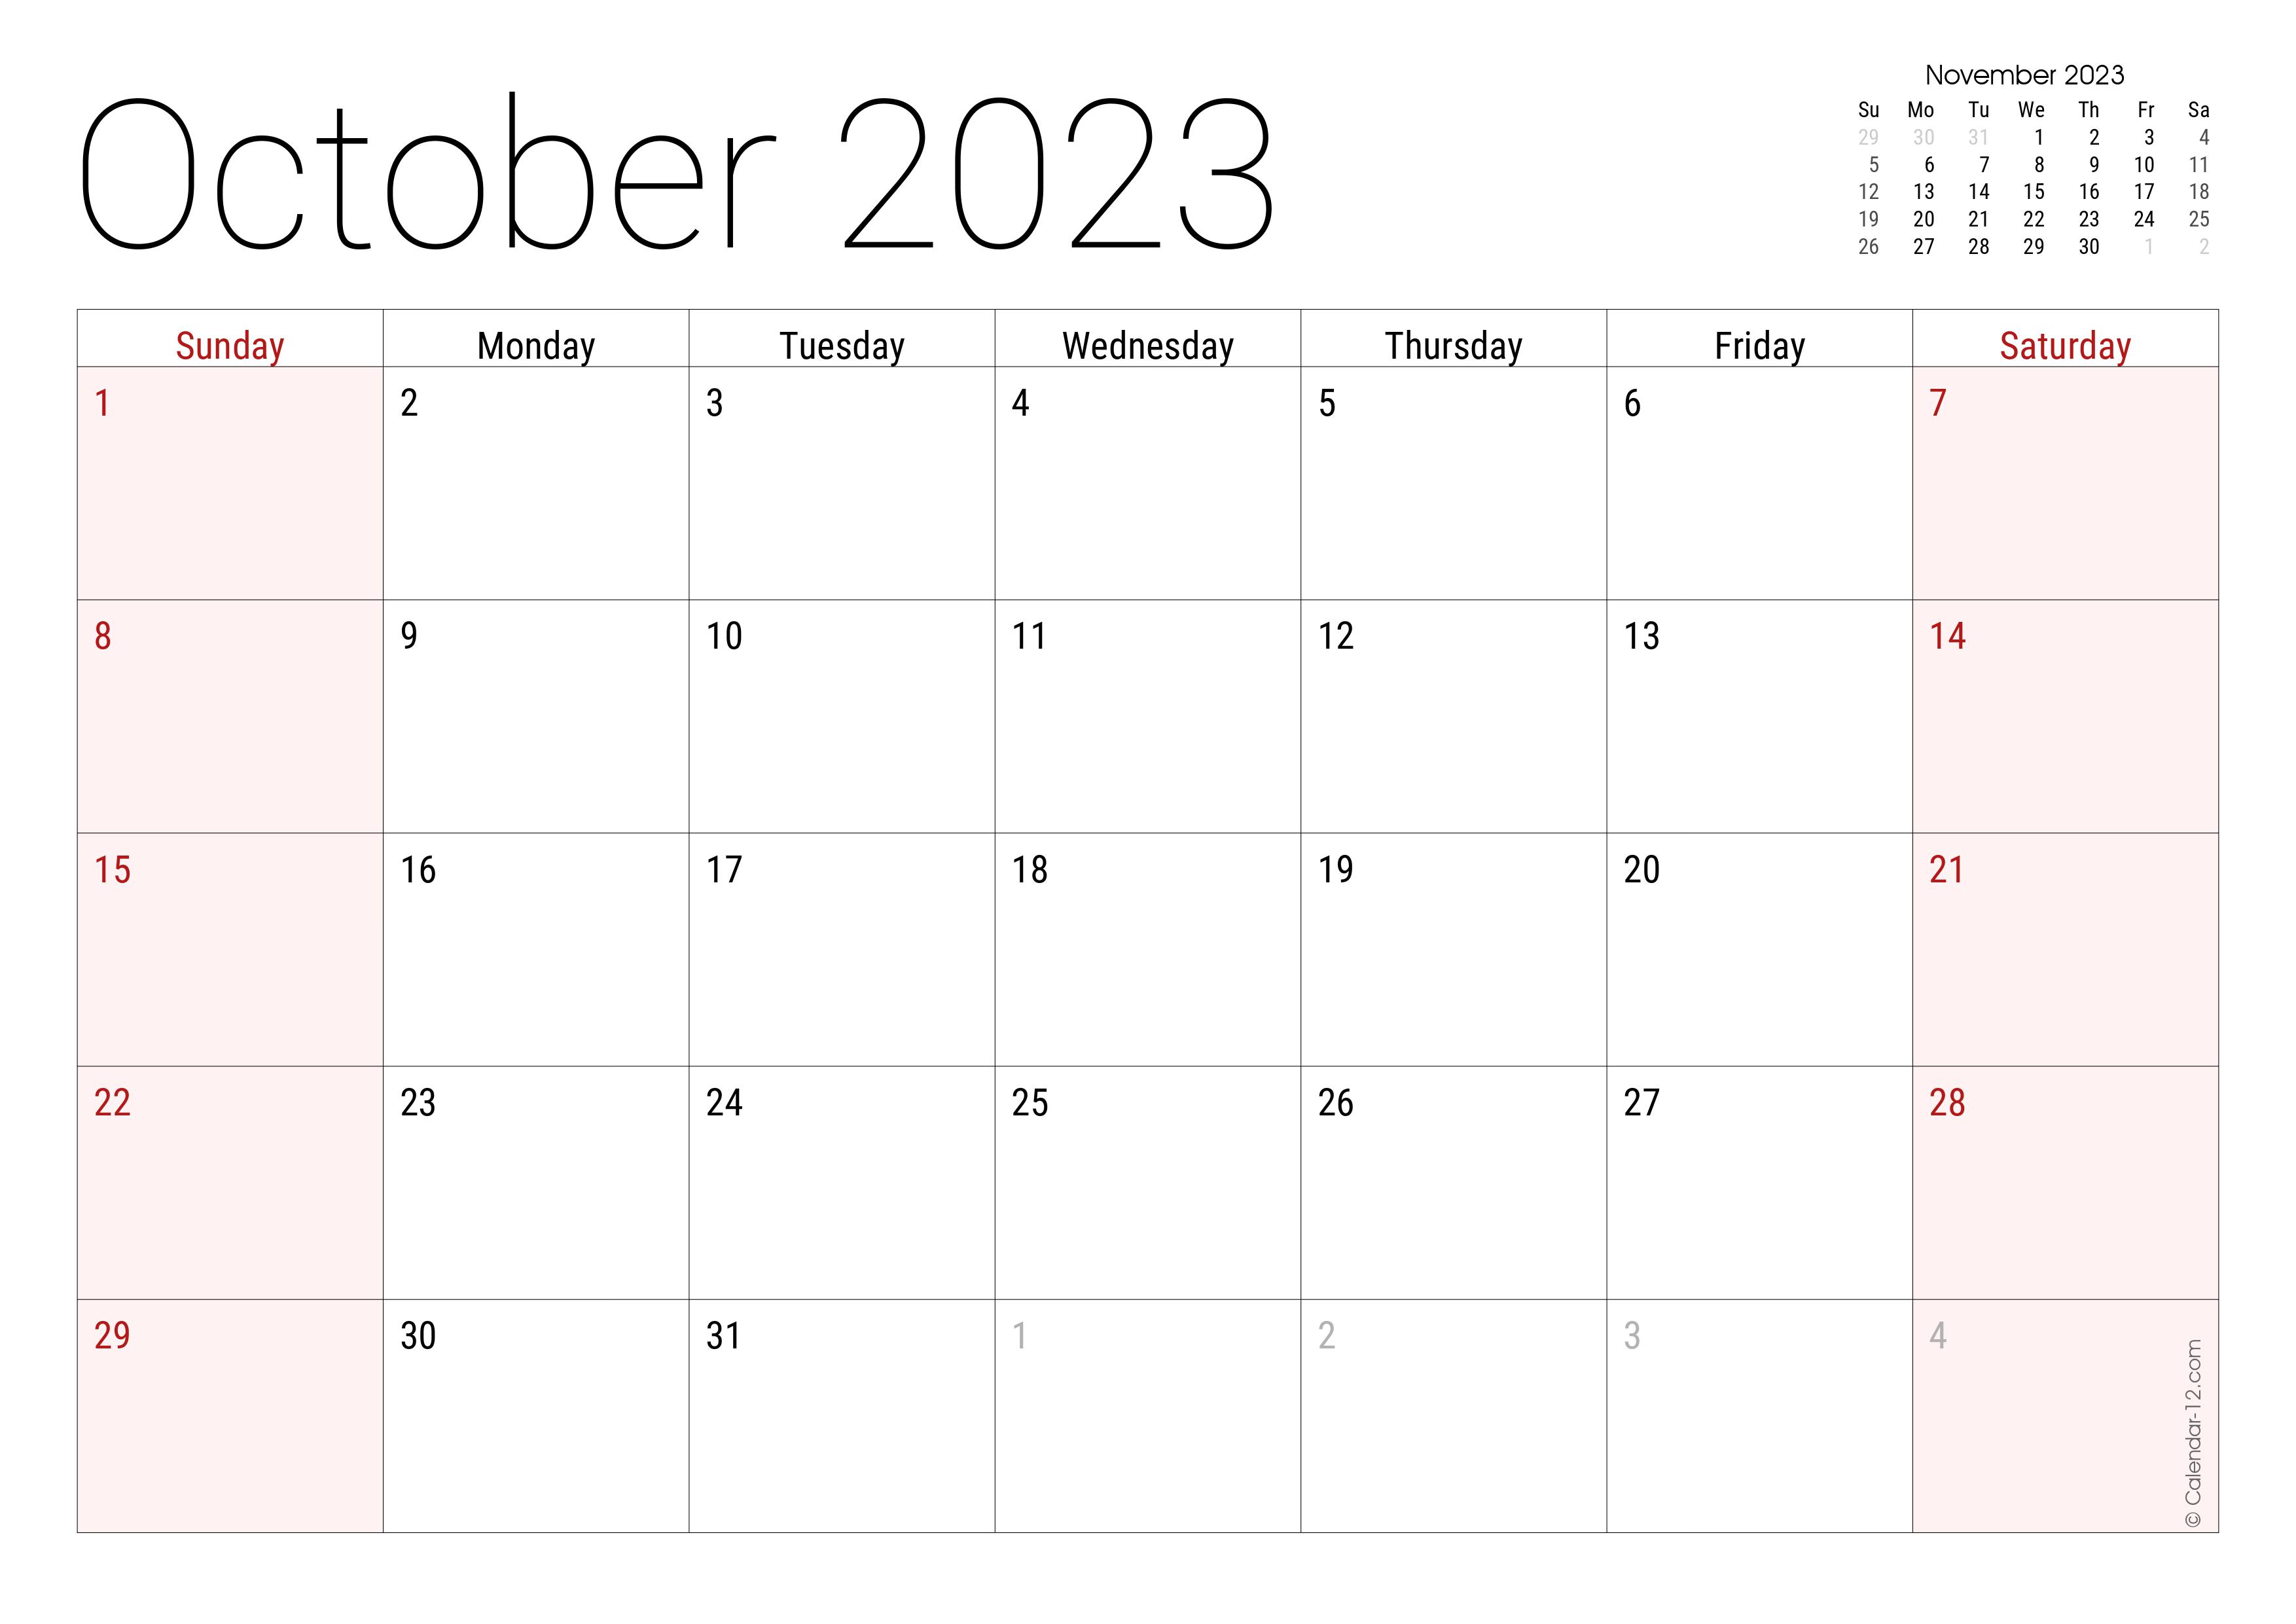 October 2023
November 2023
Su Mo Tu We Th Fr Sa
29 30 31 1 2 3 4
5 6 7 8 9 10 11
12 13 14 15 16 17 18
19 20 21 22 23 24 25
26 27 28 29 30 1 2
Sunday Monday Tuesday Wednesday Thursday Friday Saturday
1 2 3 4 5 6 7
8 9 10 11 12 13 14
15 16 17 18 19 20 21
22 23 24 25 26 27 28
29 30 31 1 2 3 4
© Calendar-12.com